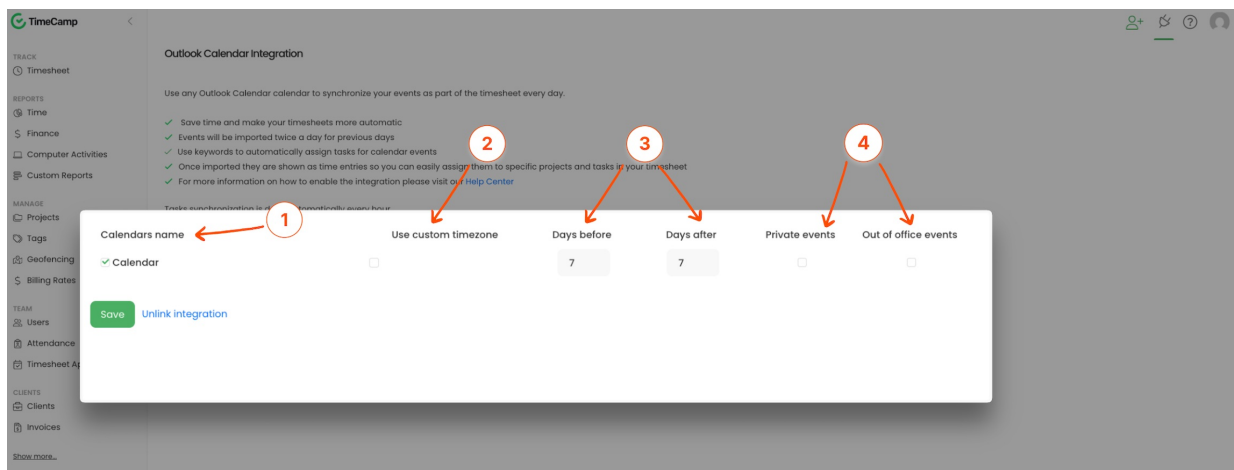 TimeCamp
TRACK
Timesheet
REPORTS
Time
Finance
Computer Activities
Custom Reports
MANAGE
Projects
Tags
Geofencing
Billing Rates
TEAM
Users
Attendance
Timesheet
CLIENTS
Clients
Invoices
Show more...
Outlook Calendar Integration
Use any Outlook Calendar calendar to synchronize your events as part of the timesheet every day.
Save time and make your timesheets more automatic
Events will be imported twice a day for previous days
Use keywords to automatically assign tasks for calendar events
Once imported they are shown as time entries so you can easily assign them to specific projects and tasks in your timesheet
For more information on how to enable the integration please visit our Help Center
Tasks synchronization is automatically every hour
1
2
3
4
Calendars name Use custom timezone Days before Days after Private events Out of office events
Calendar 7 7
Save Unlink integration